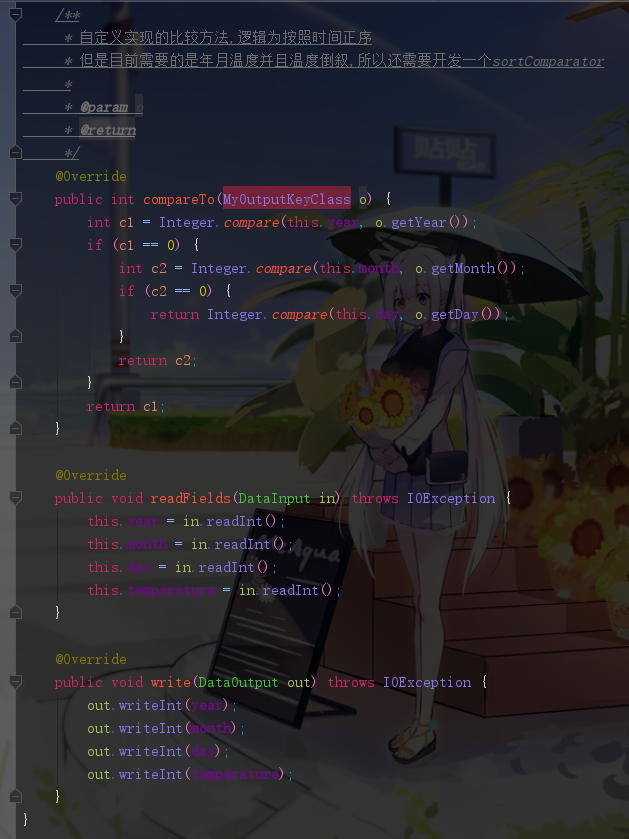 /**
 * 自定义实现的比较方法,逻辑为按照时间正序
 * 但是目前需要的是年月温度并且温度倒叙,所以还需要开发一个sortComparator
 *
 * @param o
 * @return
 */
@Override
public int compareTo(MyOutputKeyClass o) {
    int c1 = Integer.compare(this.year, o.getYear());
    if (c1 == 0) {
        int c2 = Integer.compare(this.month, o.getMonth());
        if (c2 == 0) {
            return Integer.compare(this.day, o.getDay());
        }
        return c2;
    }
    return c1;
}
@Override
public void readFields(DataInput in) throws IOException {
    this.year = in.readInt();
    this.month = in.readInt();
    this.day = in.readInt();
    this.temperature = in.readInt();
}
@Override
public void write(DataOutput out) throws IOException {
    out.writeInt(year);
    out.writeInt(month);
    out.writeInt(day);
    out.writeInt(temperature);
}
}